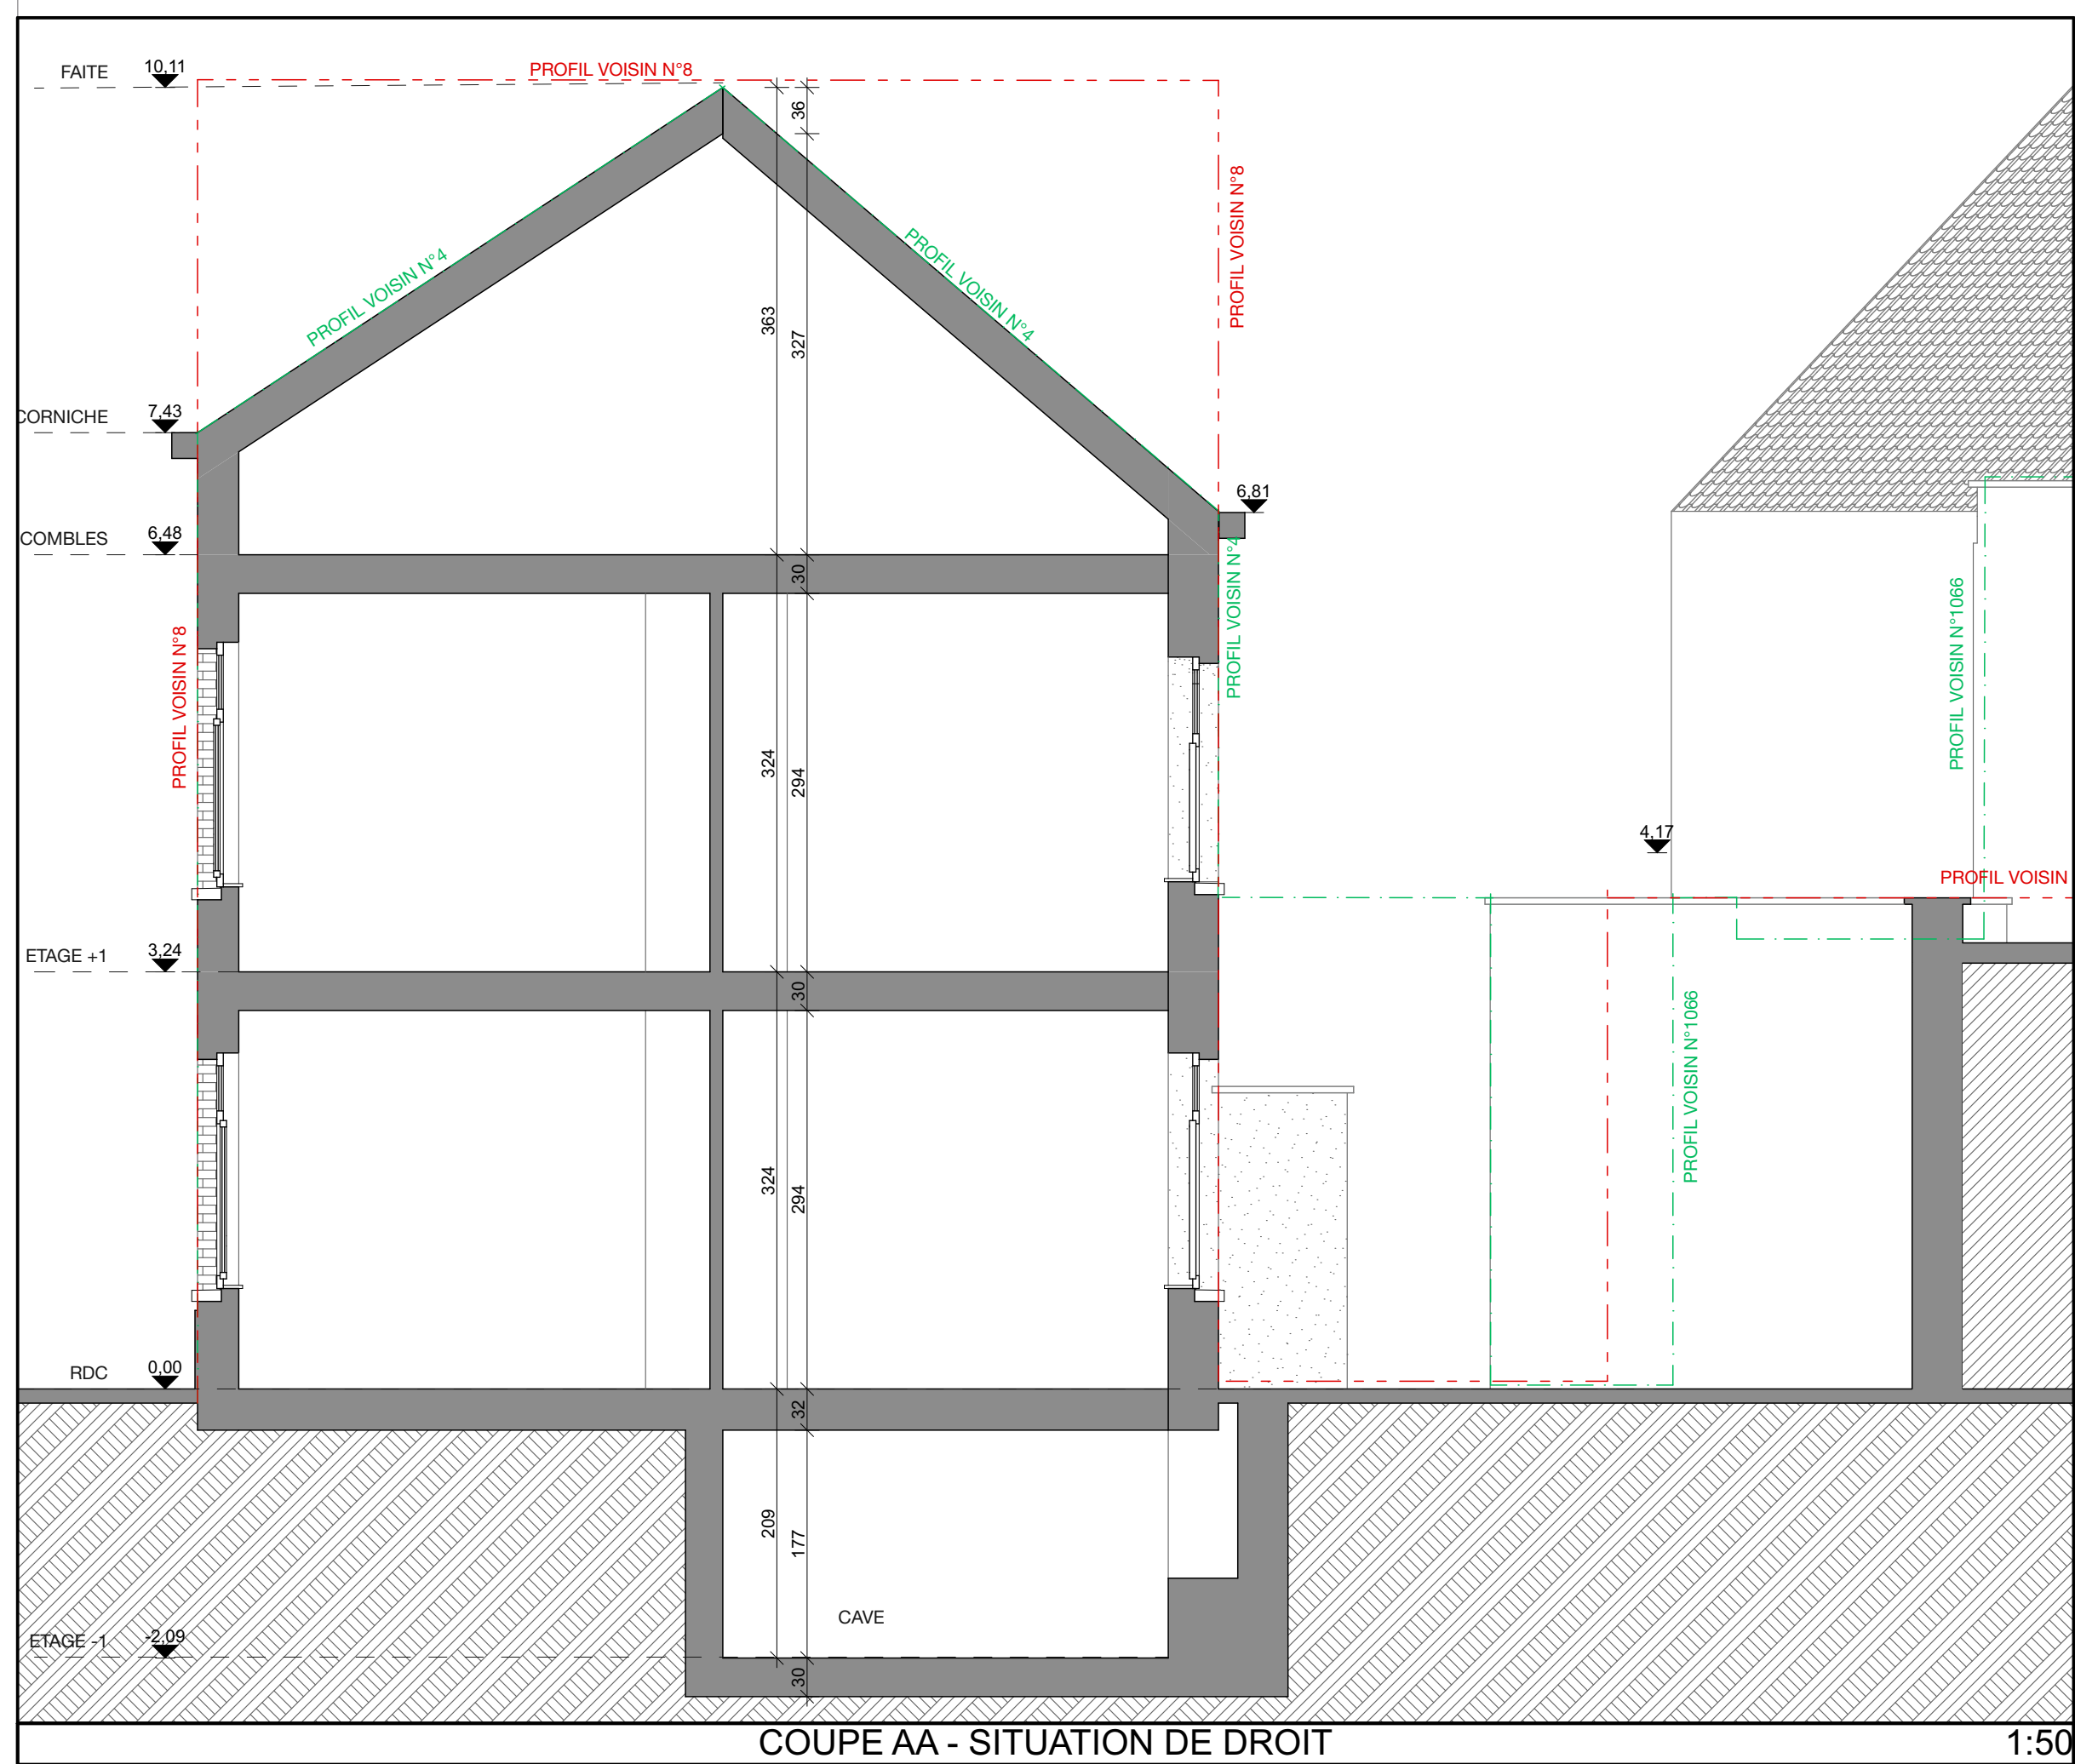 FAITE 10,11
PROFIL VOISIN N°8
36
PROFIL VOISIN N°8
PROFIL VOISIN N°4
PROFIL VOISIN N°4
363
327
CORNICHE 7,43
6,81
COMBLES 6,48
PROFIL VOISIN N°4
30
PROFIL VOISIN N°8
PROFIL VOISIN N°1066
324
294
4,17
PROFIL VOISIN
ETAGE +1 3,24
30
PROFIL VOISIN N°1066
324
294
RDC 0,00
32
209
177
CAVE
ETAGE -1 -2,09
30
COUPE AA - SITUATION DE DROIT
1:50